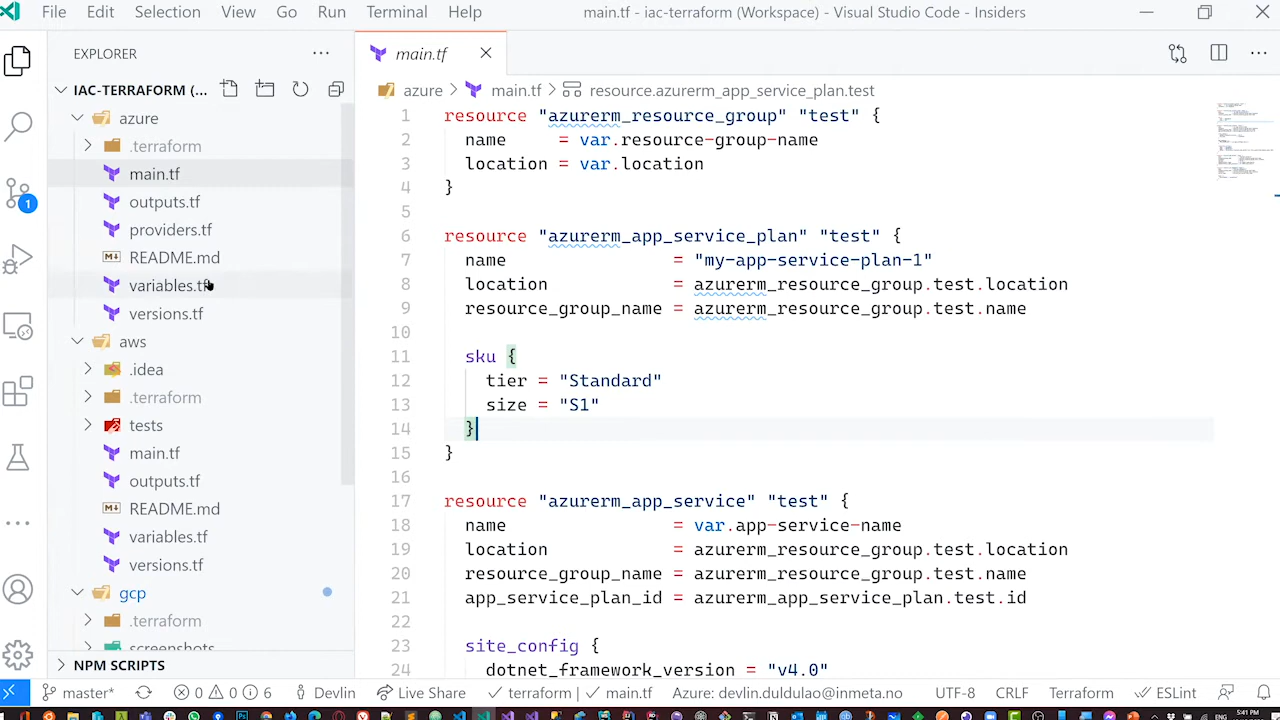 File Edit Selection View Go Run Terminal Help main.tf - iac-terraform (Workspace) - Visual Studio Code - Insiders
EXPLORER ...
main.tf
IAC-TERRAFORM (...
azure
.terraform
main.tf
outputs.tf
providers.tf
README.md
variables.tf
versions.tf
aws
.idea
.terraform
tests
main.tf
outputs.tf
README.md
variables.tf
versions.tf
gcp
.terraform
screenshots
NPM SCRIPTS
azure > main.tf > resource.azurerm_app_service_plan.test
1 resource "azurerm_resource_group" "test" {
2 name = var.resource_group
3 location = var.location
4 }
5
6 resource "azurerm_app_service_plan" "test" {
7 name = "my-app-service-plan-1"
8 location = azurerm_resource_group.test.location
9 resource_group_name = azurerm_resource_group.test.name
10
11 sku {
12 tier = "Standard"
13 size = "S1"
14 }
15 }
16
17 resource "azurerm_app_service" "test" {
18 name = var.app-service-name
19 location = azurerm_resource_group.test.location
20 resource_group_name = azurerm_resource_group.test.name
21 app_service_plan_id = azurerm_app_service_plan.test.id
22
23 site_config {
24 dotnet_framework_version = "v4.0"
1
master* 0 0 6 Devlin Live Share terraform | main.tf Azure: devlin.duldulao@inmeta.no UTF-8 CRLF Terraform ESLint
ENG 5:41 PM